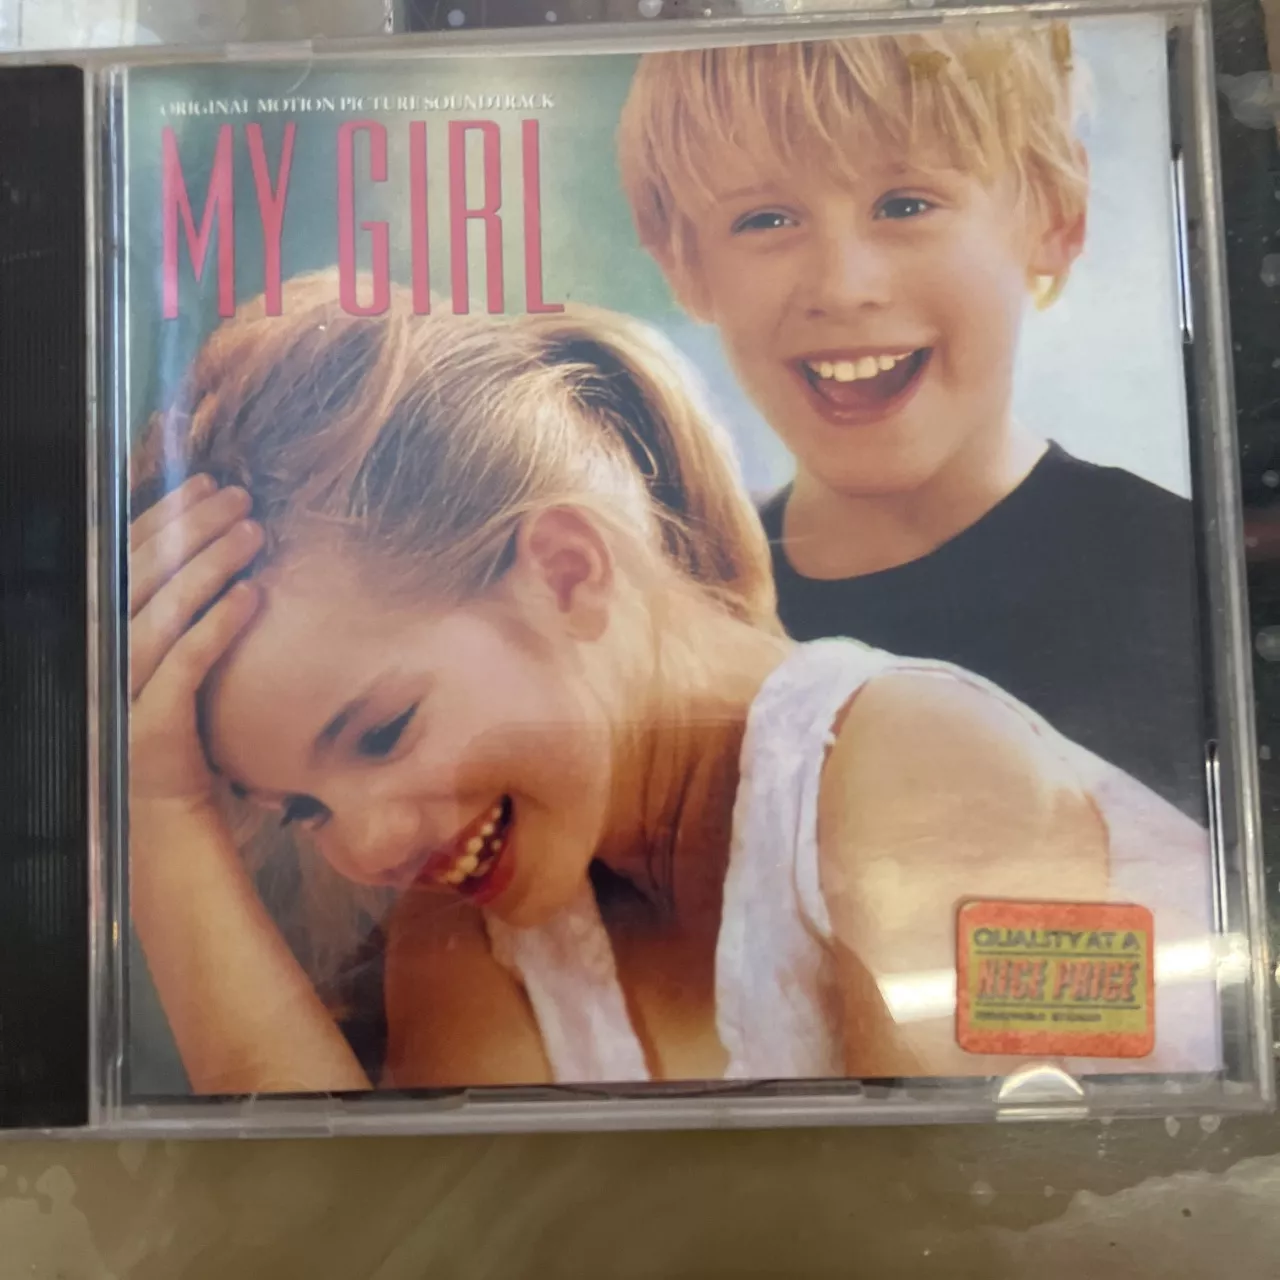 ORIGINAL MOTION PICTURE SOUNDTRACK
MY GIRL
QUALITY AT A
NICE PRICE